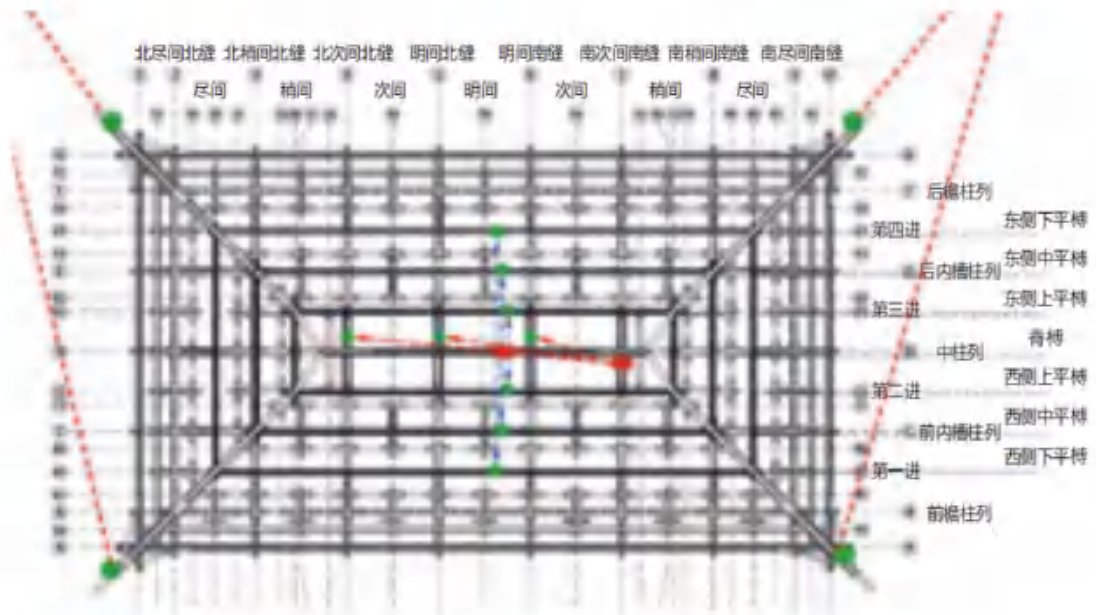 北尽间北缝 北梢间北缝 北次间北缝 明间北缝 明间南缝 南次间南缝 南梢间南缝 南尽间南缝
尽间 梢间 次间 明间 次间 梢间 尽间
后檐柱列
第四进 东侧下平榑
后内槽柱列 东侧中平榑
第三进 东侧上平榑
中柱列 脊榑
第二进 西侧上平榑
前内槽柱列 西侧中平榑
第一进 西侧下平榑
前檐柱列